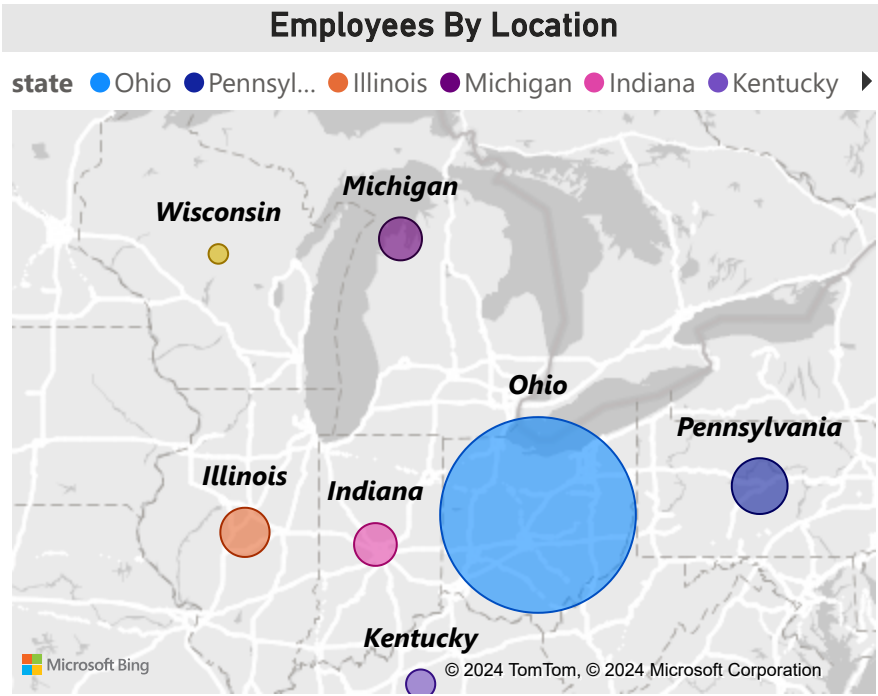 Employees By Location
state Ohio Pennsyl... Illinois Michigan Indiana Kentucky
Michigan
Wisconsin
Ohio
Pennsylvania
Illinois
Indiana
Kentucky
Microsoft Bing
© 2024 TomTom, © 2024 Microsoft Corporation